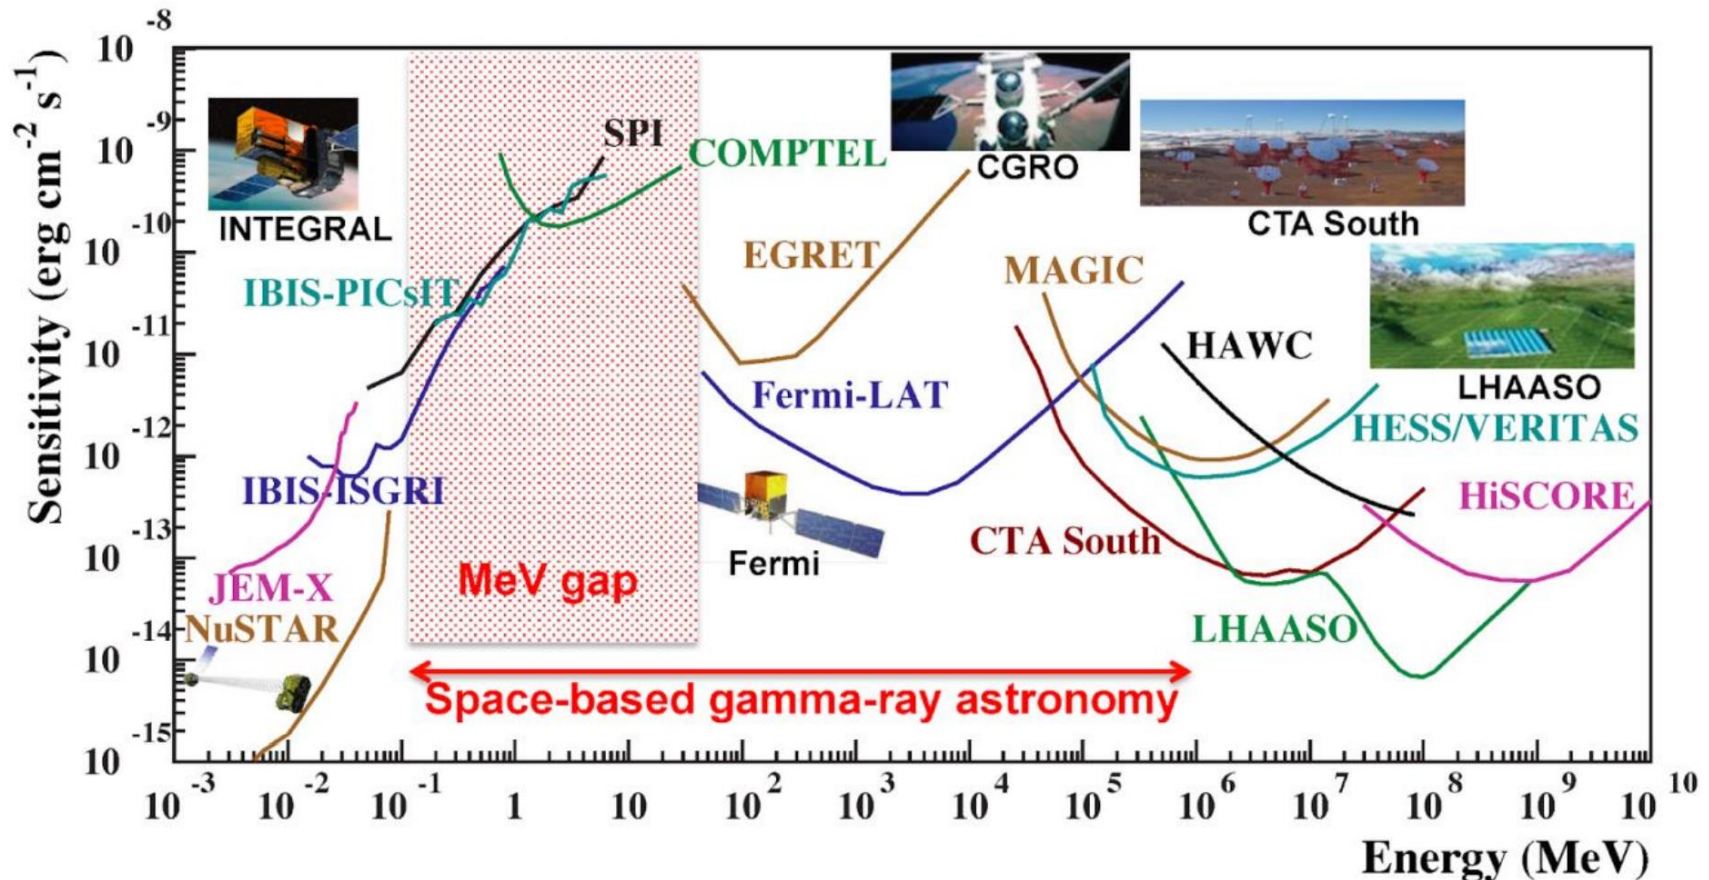 Sensitivity (erg cm-2 s-1)
10-8
10-9
10-10
10-11
10-12
10-13
10-14
10-15
INTEGRAL
SPI
COMPTEL
CGRO
CTA South
EGRET
MAGIC
IBIS-PICsIT
HAWC
LHAASO
Fermi-LAT
HESS/VERITAS
IBIS-ISGRI
HiSCORE
CTA South
Fermi
MeV gap
JEM-X
NuSTAR
LHAASO
Space-based gamma-ray astronomy
10-3 10-2 10-1 1 10 102 103 104 105 106 107 108 109 1010
Energy (MeV)